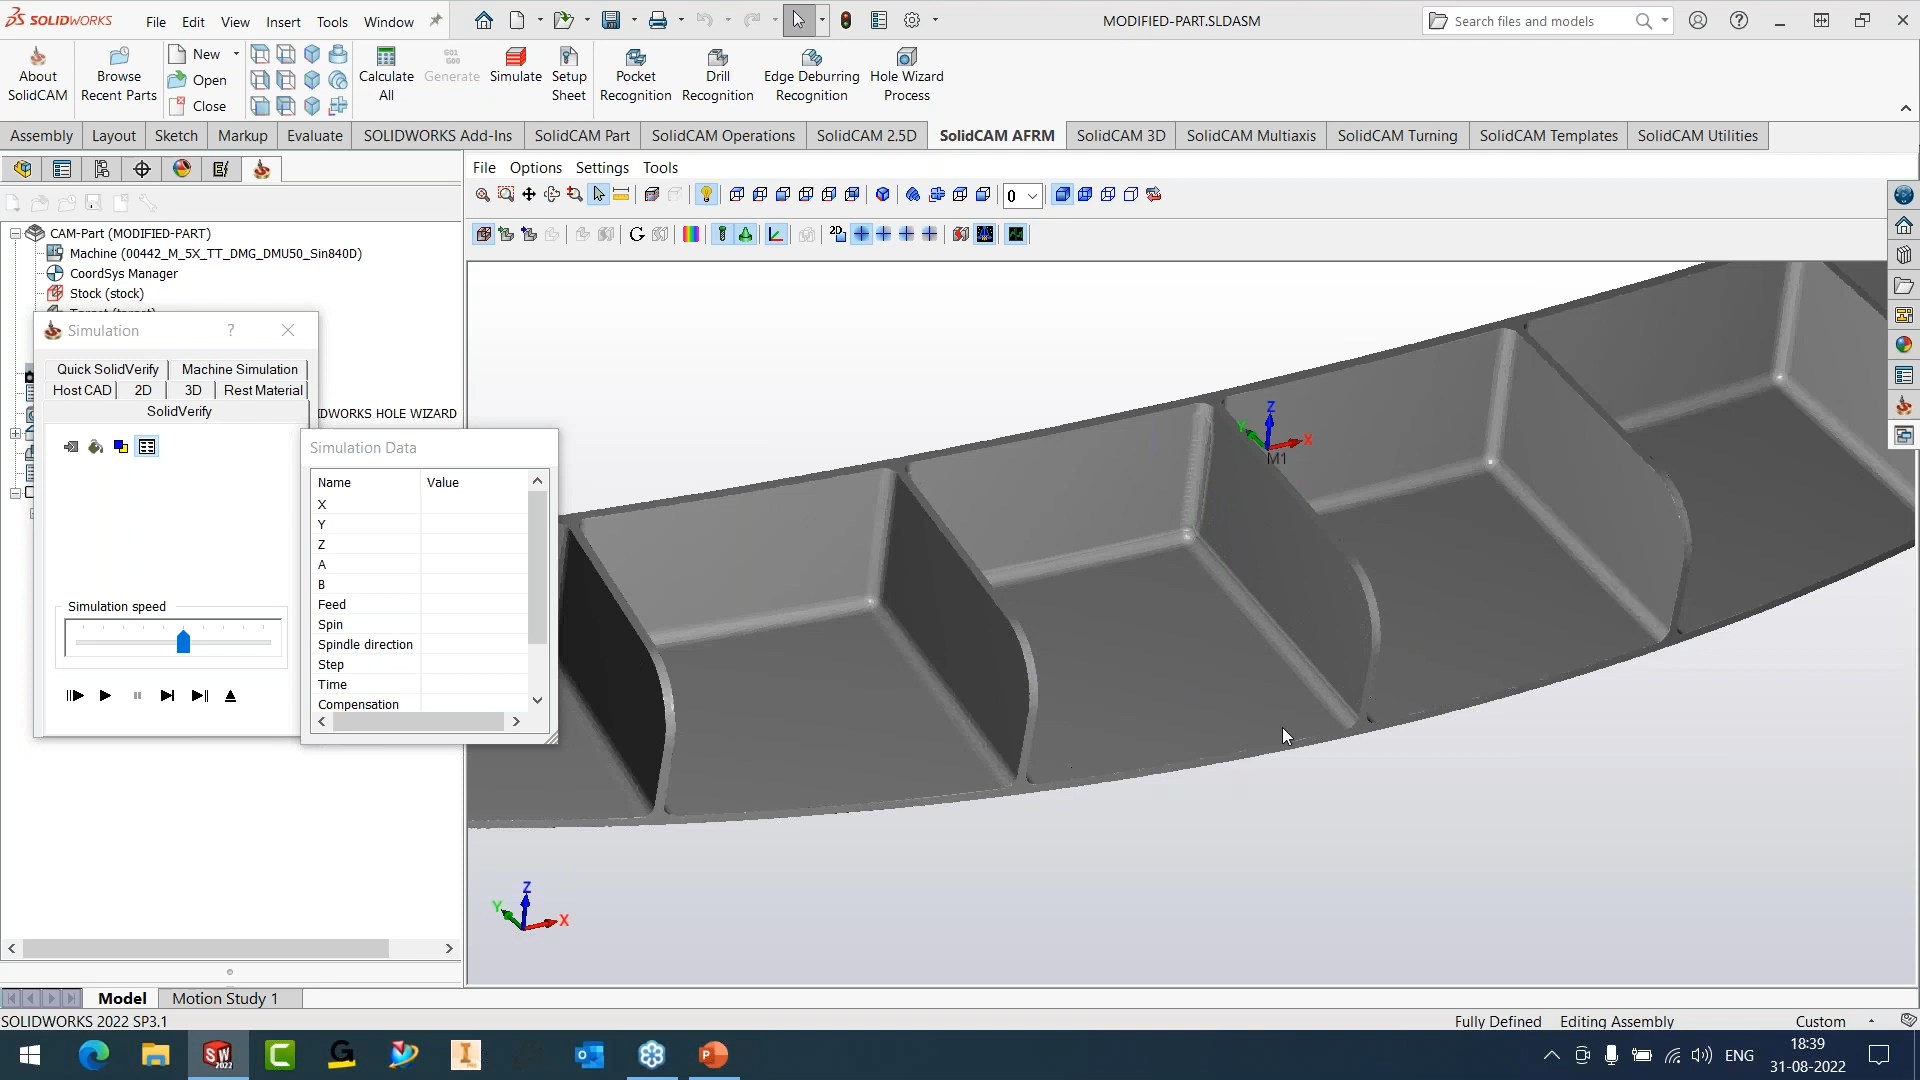 SOLIDWORKS File Edit View Insert Tools Window MODIFIED-PART.SLDASM Search files and models
About SolidCAM
Browse Recent Parts
New
Open
Close
Calculate All
G01 G00
Generate
Simulate
Setup Sheet
Pocket Recognition
Drill Recognition
Edge Deburring Recognition
Hole Wizard Process
Assembly Layout Sketch Markup Evaluate SOLIDWORKS Add-Ins SolidCAM Part SolidCAM Operations SolidCAM 2.5D SolidCAM AFRM SolidCAM 3D SolidCAM Multiaxis SolidCAM Turning SolidCAM Templates SolidCAM Utilities
File Options Settings Tools
0
2D
CAM-Part (MODIFIED-PART)
Machine (00442_M_5X_TT_DMG_DMU50_Sin840D)
CoordSys Manager
Stock (stock)
Simulation ?
Quick SolidVerify Machine Simulation
Host CAD 2D 3D Rest Material
SolidVerify
DWORKS HOLE WIZARD
Simulation Data
Name Value
X
Y
Z
A
B
Feed
Spin
Spindle direction
Step
Time
Compensation
Simulation speed
Z
Y
X
M1
Z
Y
X
Model Motion Study 1
SOLIDWORKS 2022 SP3.1 Fully Defined Editing Assembly Custom
SW 2022
ENG
18:39
31-08-2022